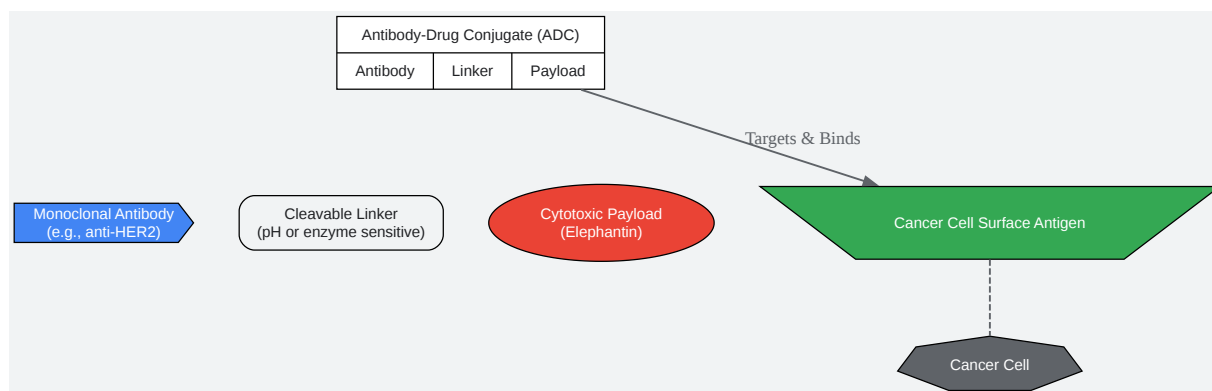 Antibody-Drug Conjugate (ADC)
Antibody
Linker
Payload
Targets & Binds
Monoclonal Antibody
(e.g., anti-HER2)
Cleavable Linker
(pH or enzyme sensitive)
Cytotoxic Payload
(Elephantin)
Cancer Cell Surface Antigen
Cancer Cell